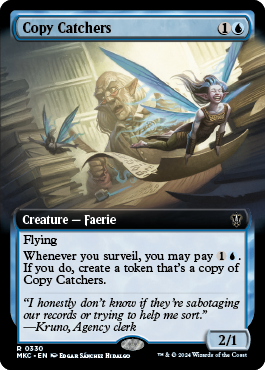 Copy Catchers 1
Creature — Faerie
Flying
Whenever you surveil, you may pay 1.
If you do, create a token that's a copy of
Copy Catchers.
"I honestly don't know if they're sabotaging
our records or trying to help me sort."
—Kruno, Agency clerk
2/1
R 0330
MKC • EN Edgar Sánchez Hidalgo
™ & © 2024 Wizards of the Coast